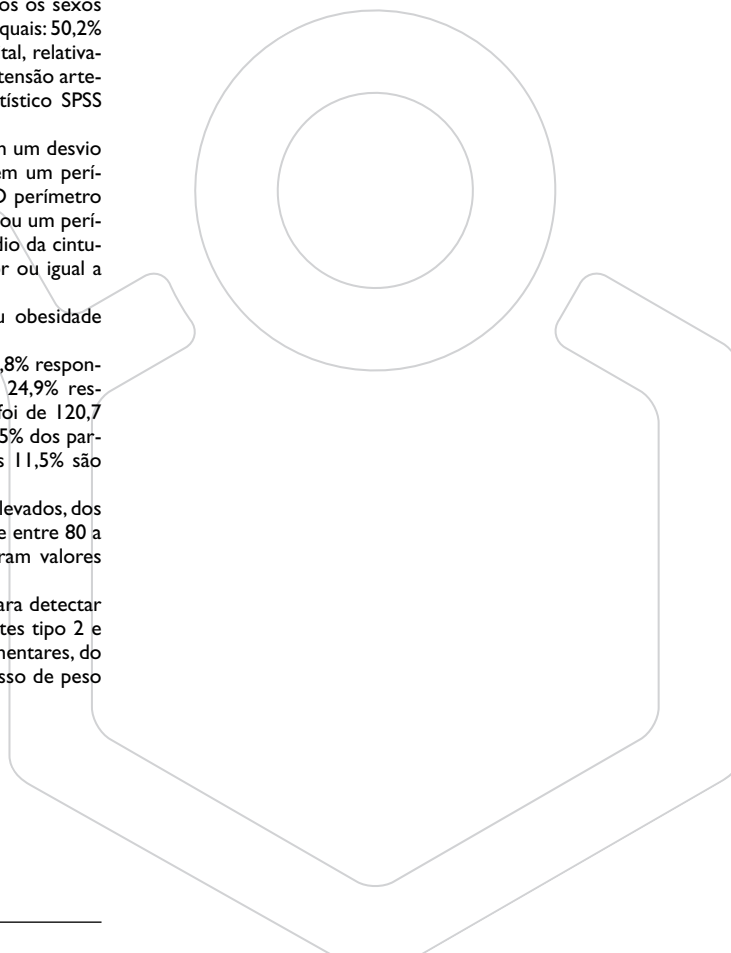 os os sexos
quais: 50,2%
tal, relativa-
tensão arte-
tístico SPSS
um desvio
em um perí-
O perímetro
ou um perí-
dio da cintu-
r ou igual a
u obesidade
,8% respon-
24,9% res-
foi de 120,7
5% dos par-
s 11,5% são
levados, dos
e entre 80 a
ram valores
ara detectar
tes tipo 2 e
nentares, do
sso de peso